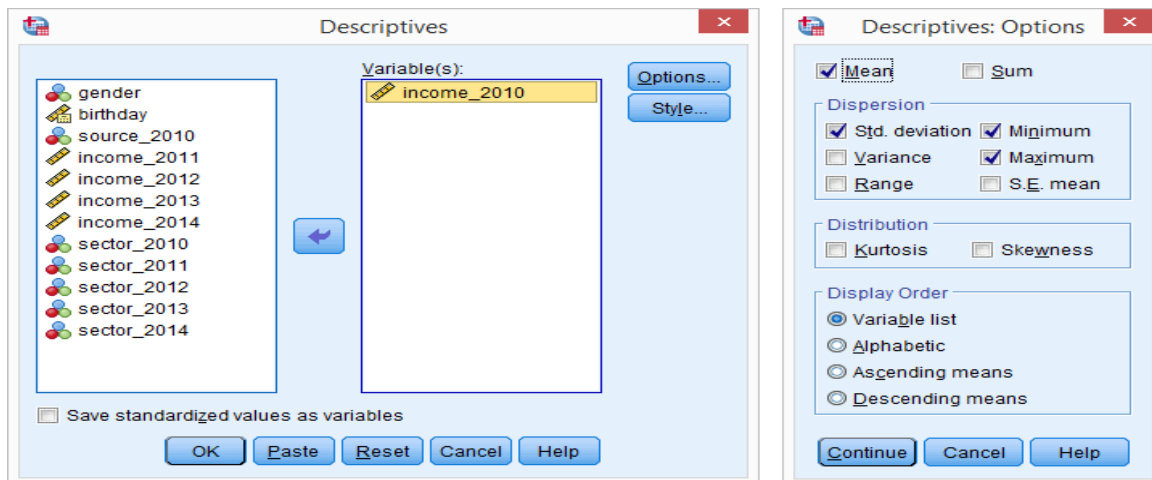 Descriptives
Variable(s):
gender
birthday
source_2010
income_2011
income_2012
income_2013
income_2014
sector_2010
sector_2011
sector_2012
sector_2013
sector_2014
income_2010
Options...
Style...
Save standardized values as variables
OK Paste Reset Cancel Help
Descriptives: Options
Mean Sum
Dispersion
Std. deviation Minimum
Variance Maximum
Range S.E. mean
Distribution
Kurtosis Skewness
Display Order
Variable list
Alphabetic
Ascending means
Descending means
Continue Cancel Help